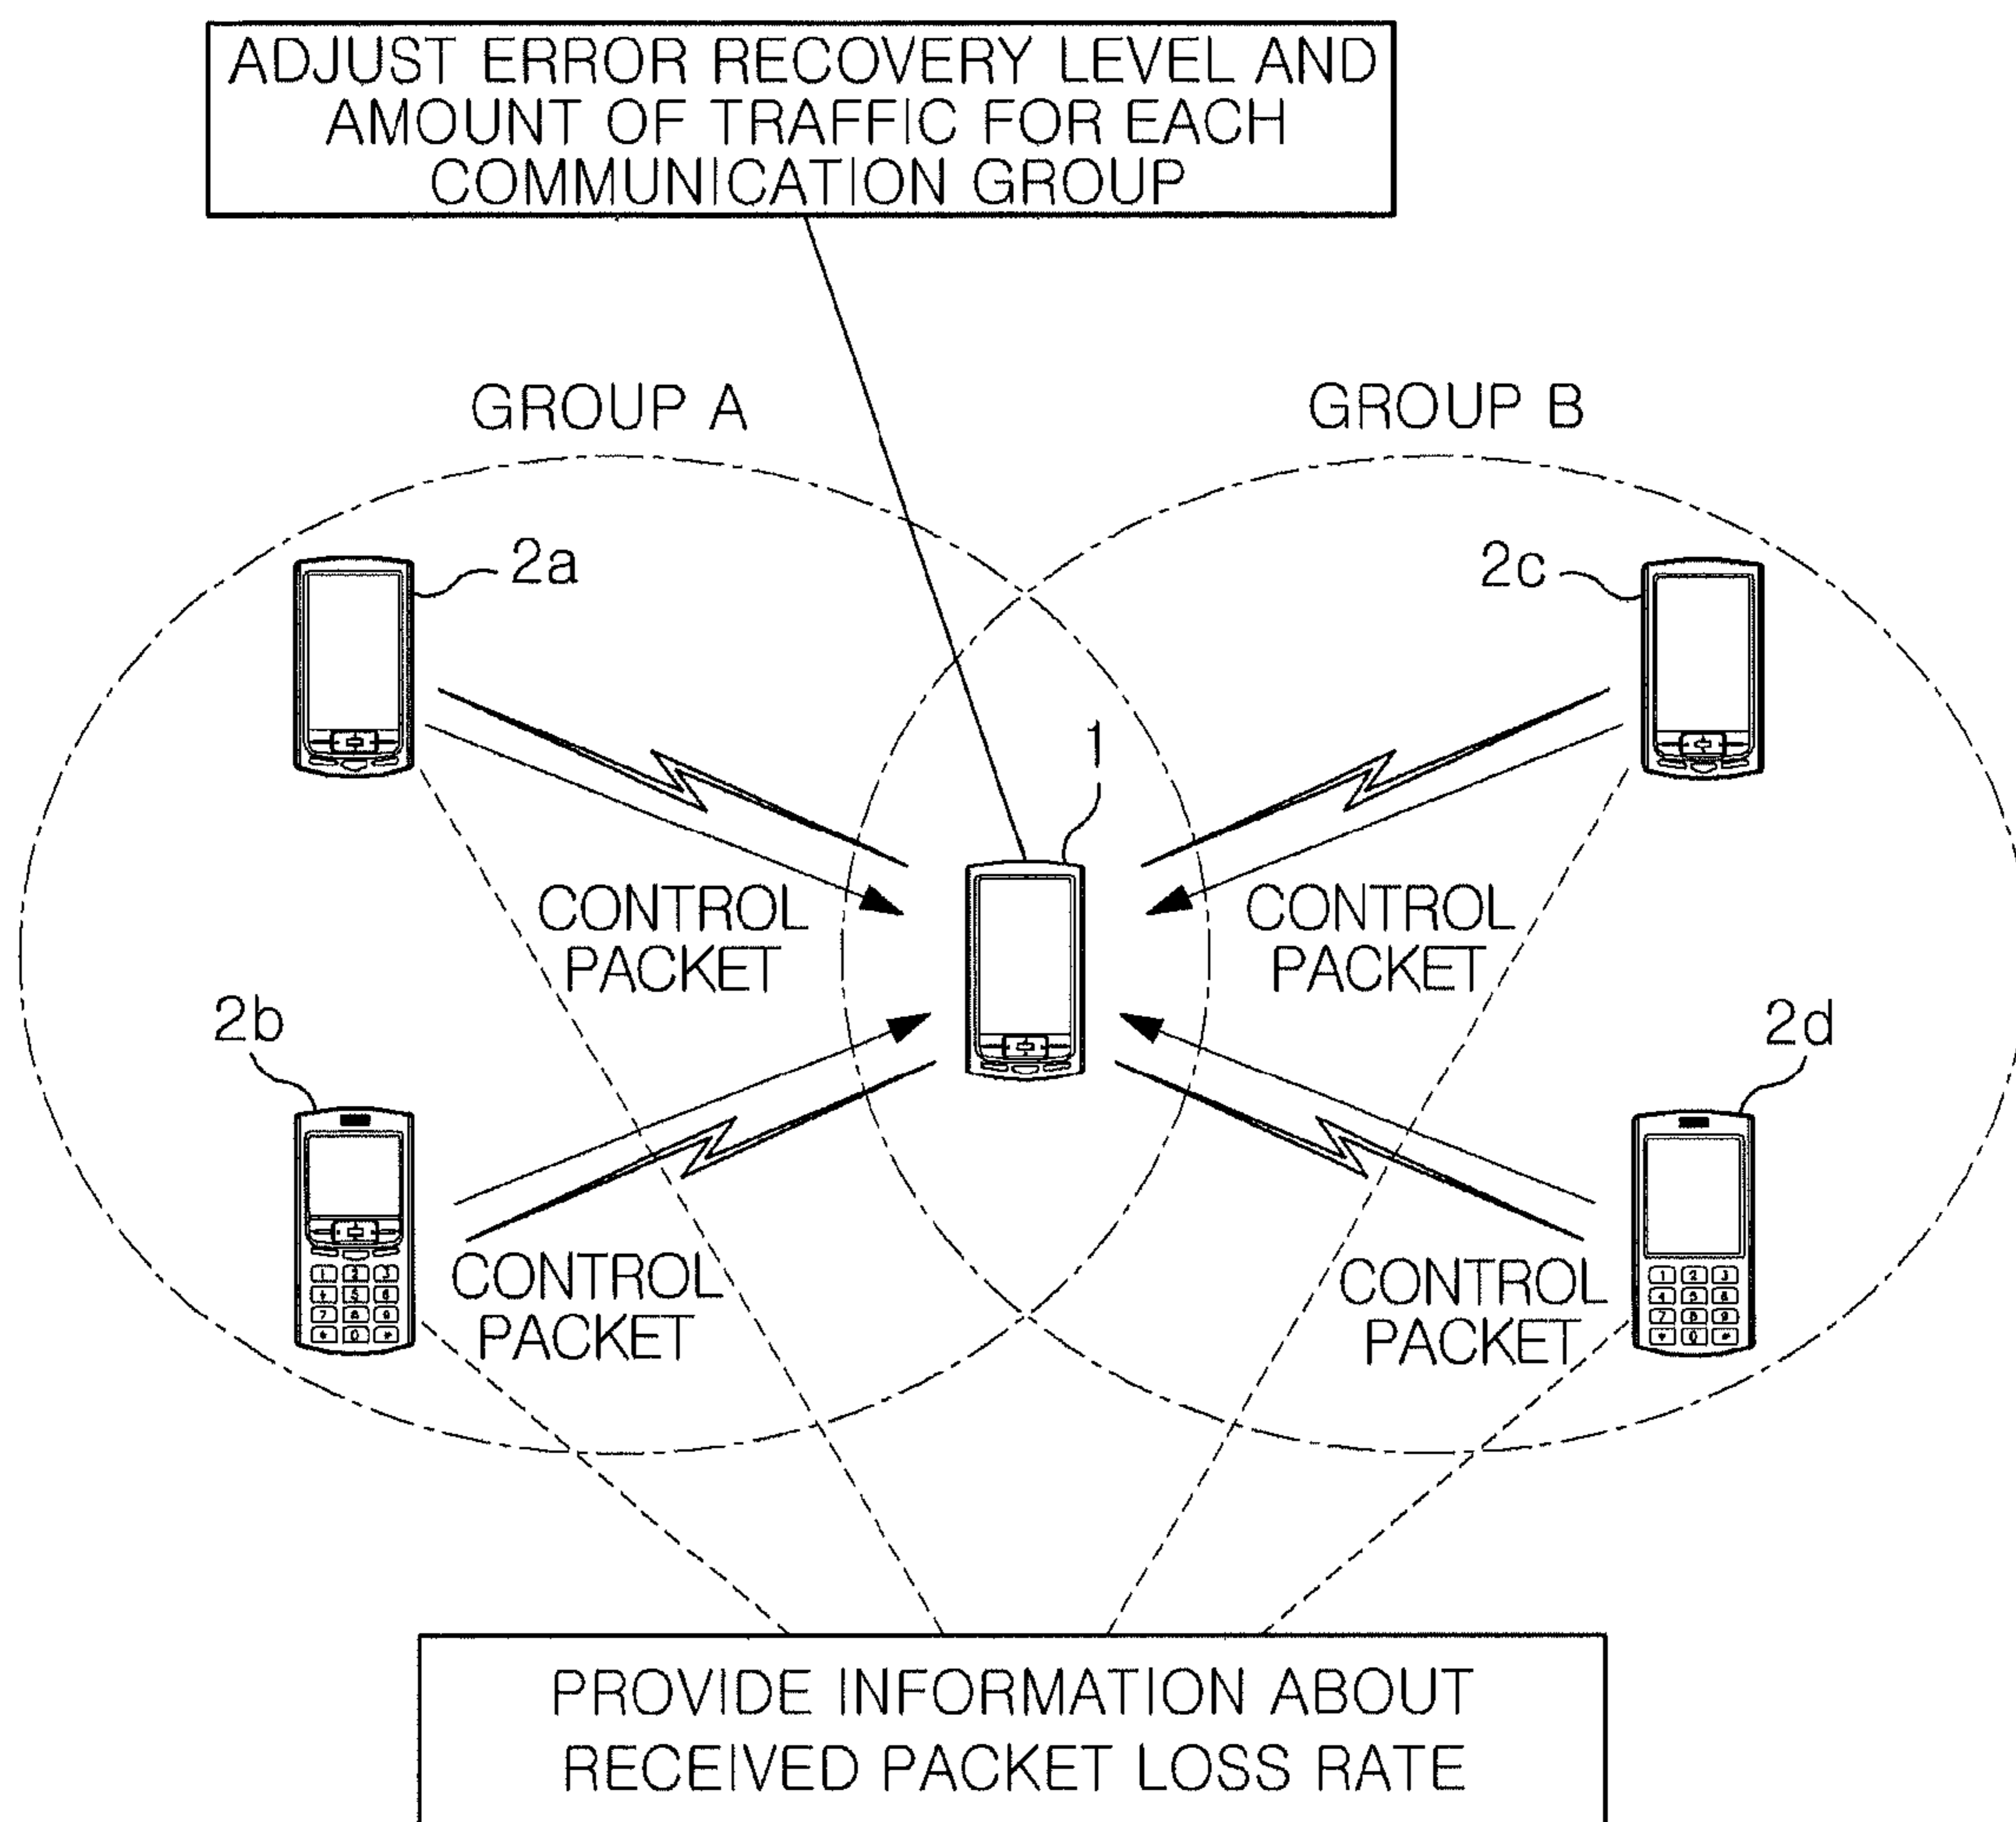 ADJUST ERROR RECOVERY LEVEL AND
AMOUNT OF TRAFFIC FOR EACH
COMMUNICATION GROUP
GROUP A
GROUP B
2a
2c
1
CONTROL
PACKET
CONTROL
PACKET
2b
2d
CONTROL
PACKET
CONTROL
PACKET
PROVIDE INFORMATION ABOUT
RECEIVED PACKET LOSS RATE